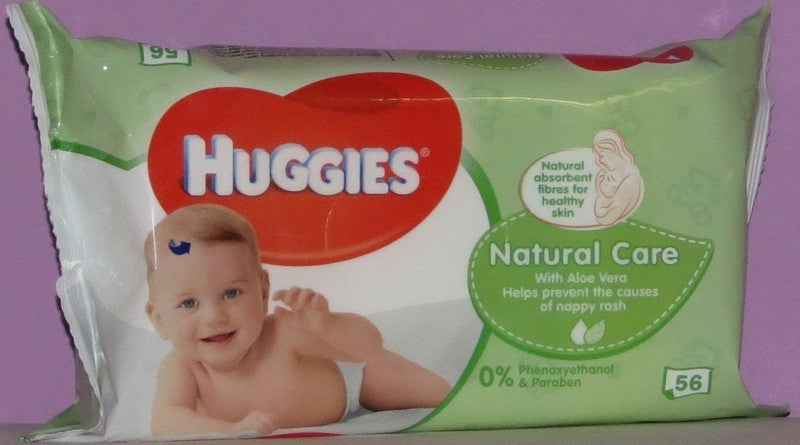 56
HUGGIES®
Natural
absorbent
fibres for
healthy
skin
Natural Care
With Aloe Vera
Helps prevent the causes
of nappy rash
0% Phenoxyethanol
& Paraben
56